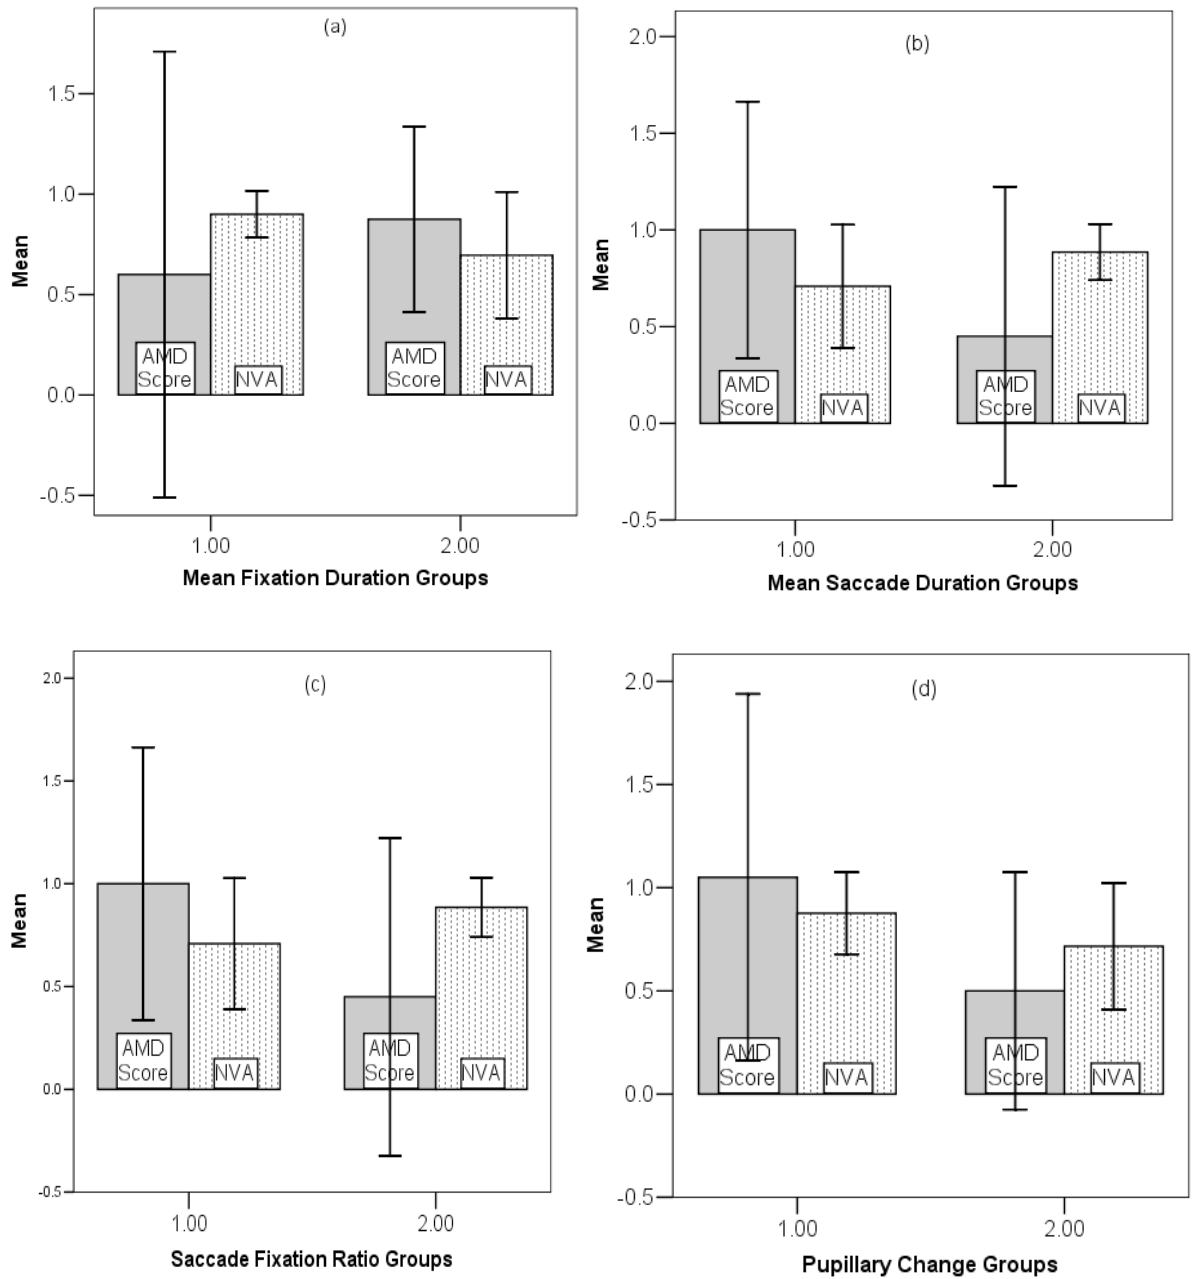 (a)
1.5
1.0
0.5
0.0
-0.5
Mean
AMD
Score
NVA
AMD
Score
NVA
1.00
2.00
Mean Fixation Duration Groups
(b)
2.0
1.5
1.0
0.5
0.0
-0.5
Mean
AMD
Score
NVA
AMD
Score
NVA
1.00
2.00
Mean Saccade Duration Groups
(c)
2.0
1.5
1.0
0.5
0.0
-0.5
Mean
AMD
Score
NVA
AMD
Score
NVA
1.00
2.00
Saccade Fixation Ratio Groups
(d)
2.0
1.5
1.0
0.5
0.0
-0.5
Mean
AMD
Score
NVA
AMD
Score
NVA
1.00
2.00
Pupillary Change Groups